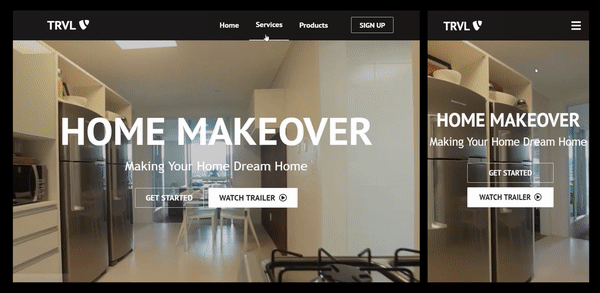 TRVL
Home Services Products SIGN UP
HOME MAKEOVER
Making Your Home Dream Home
GET STARTED WATCH TRAILER
TRVL
HOME MAKEOVER
Making Your Home Dream Home
GET STARTED
WATCH TRAILER